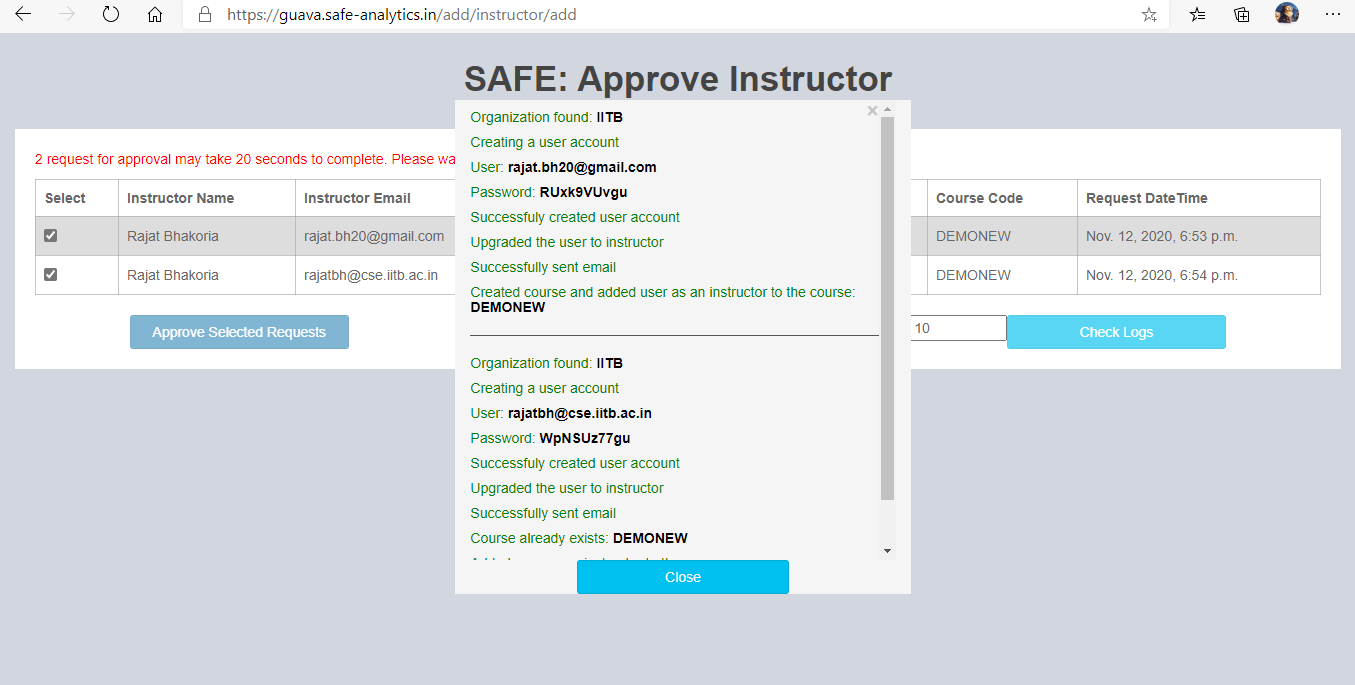 https://guava.safe-analytics.in/add/instructor/add
SAFE: Approve Instructor
2 request for approval may take 20 seconds to complete. Please wa
Select Instructor Name Instructor Email Course Code Request DateTime
Rajat Bhakoria rajat.bh20@gmail.com DEMONEW Nov. 12, 2020, 6:53 p.m.
Rajat Bhakoria rajatbh@cse.iitb.ac.in DEMONEW Nov. 12, 2020, 6:54 p.m.
Approve Selected Requests 10 Check Logs
×
Organization found: IITB
Creating a user account
User: rajat.bh20@gmail.com
Password: RUxk9VUvgu
Successfuly created user account
Upgraded the user to instructor
Successfully sent email
Created course and added user as an instructor to the course:
DEMONEW
Organization found: IITB
Creating a user account
User: rajatbh@cse.iitb.ac.in
Password: WpNSUz77gu
Successfuly created user account
Upgraded the user to instructor
Successfully sent email
Course already exists: DEMONEW
Close